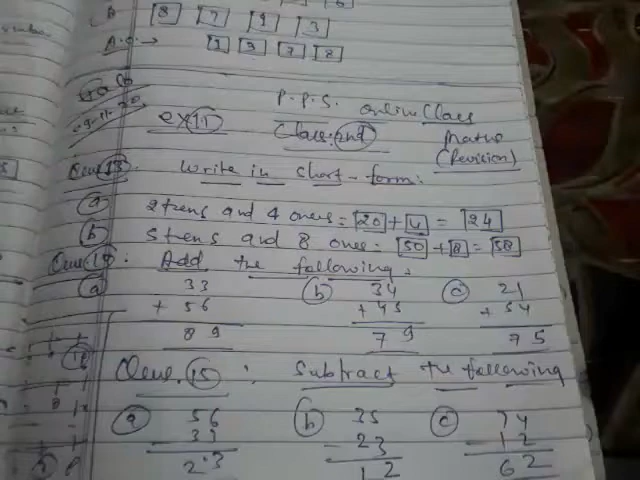 B 8 7 9 3
A.O.→ 1 3 7 8
P.P.S. online Class
ex 11 Class:2nd Maths
(Revision)
Ques 13 Write in short-form:
a 2 tens and 4 ones = 20 + 4 = 24
b 5 tens and 8 ones = 50 + 8 = 58
Ques 14: Add the following:
a 33 b 34 c 21
+ 56 + 45 + 54
89 79 75
Ques. 15: Subtract the following
a 56 b 35 c 74
33 - 23 - 12
23 12 62